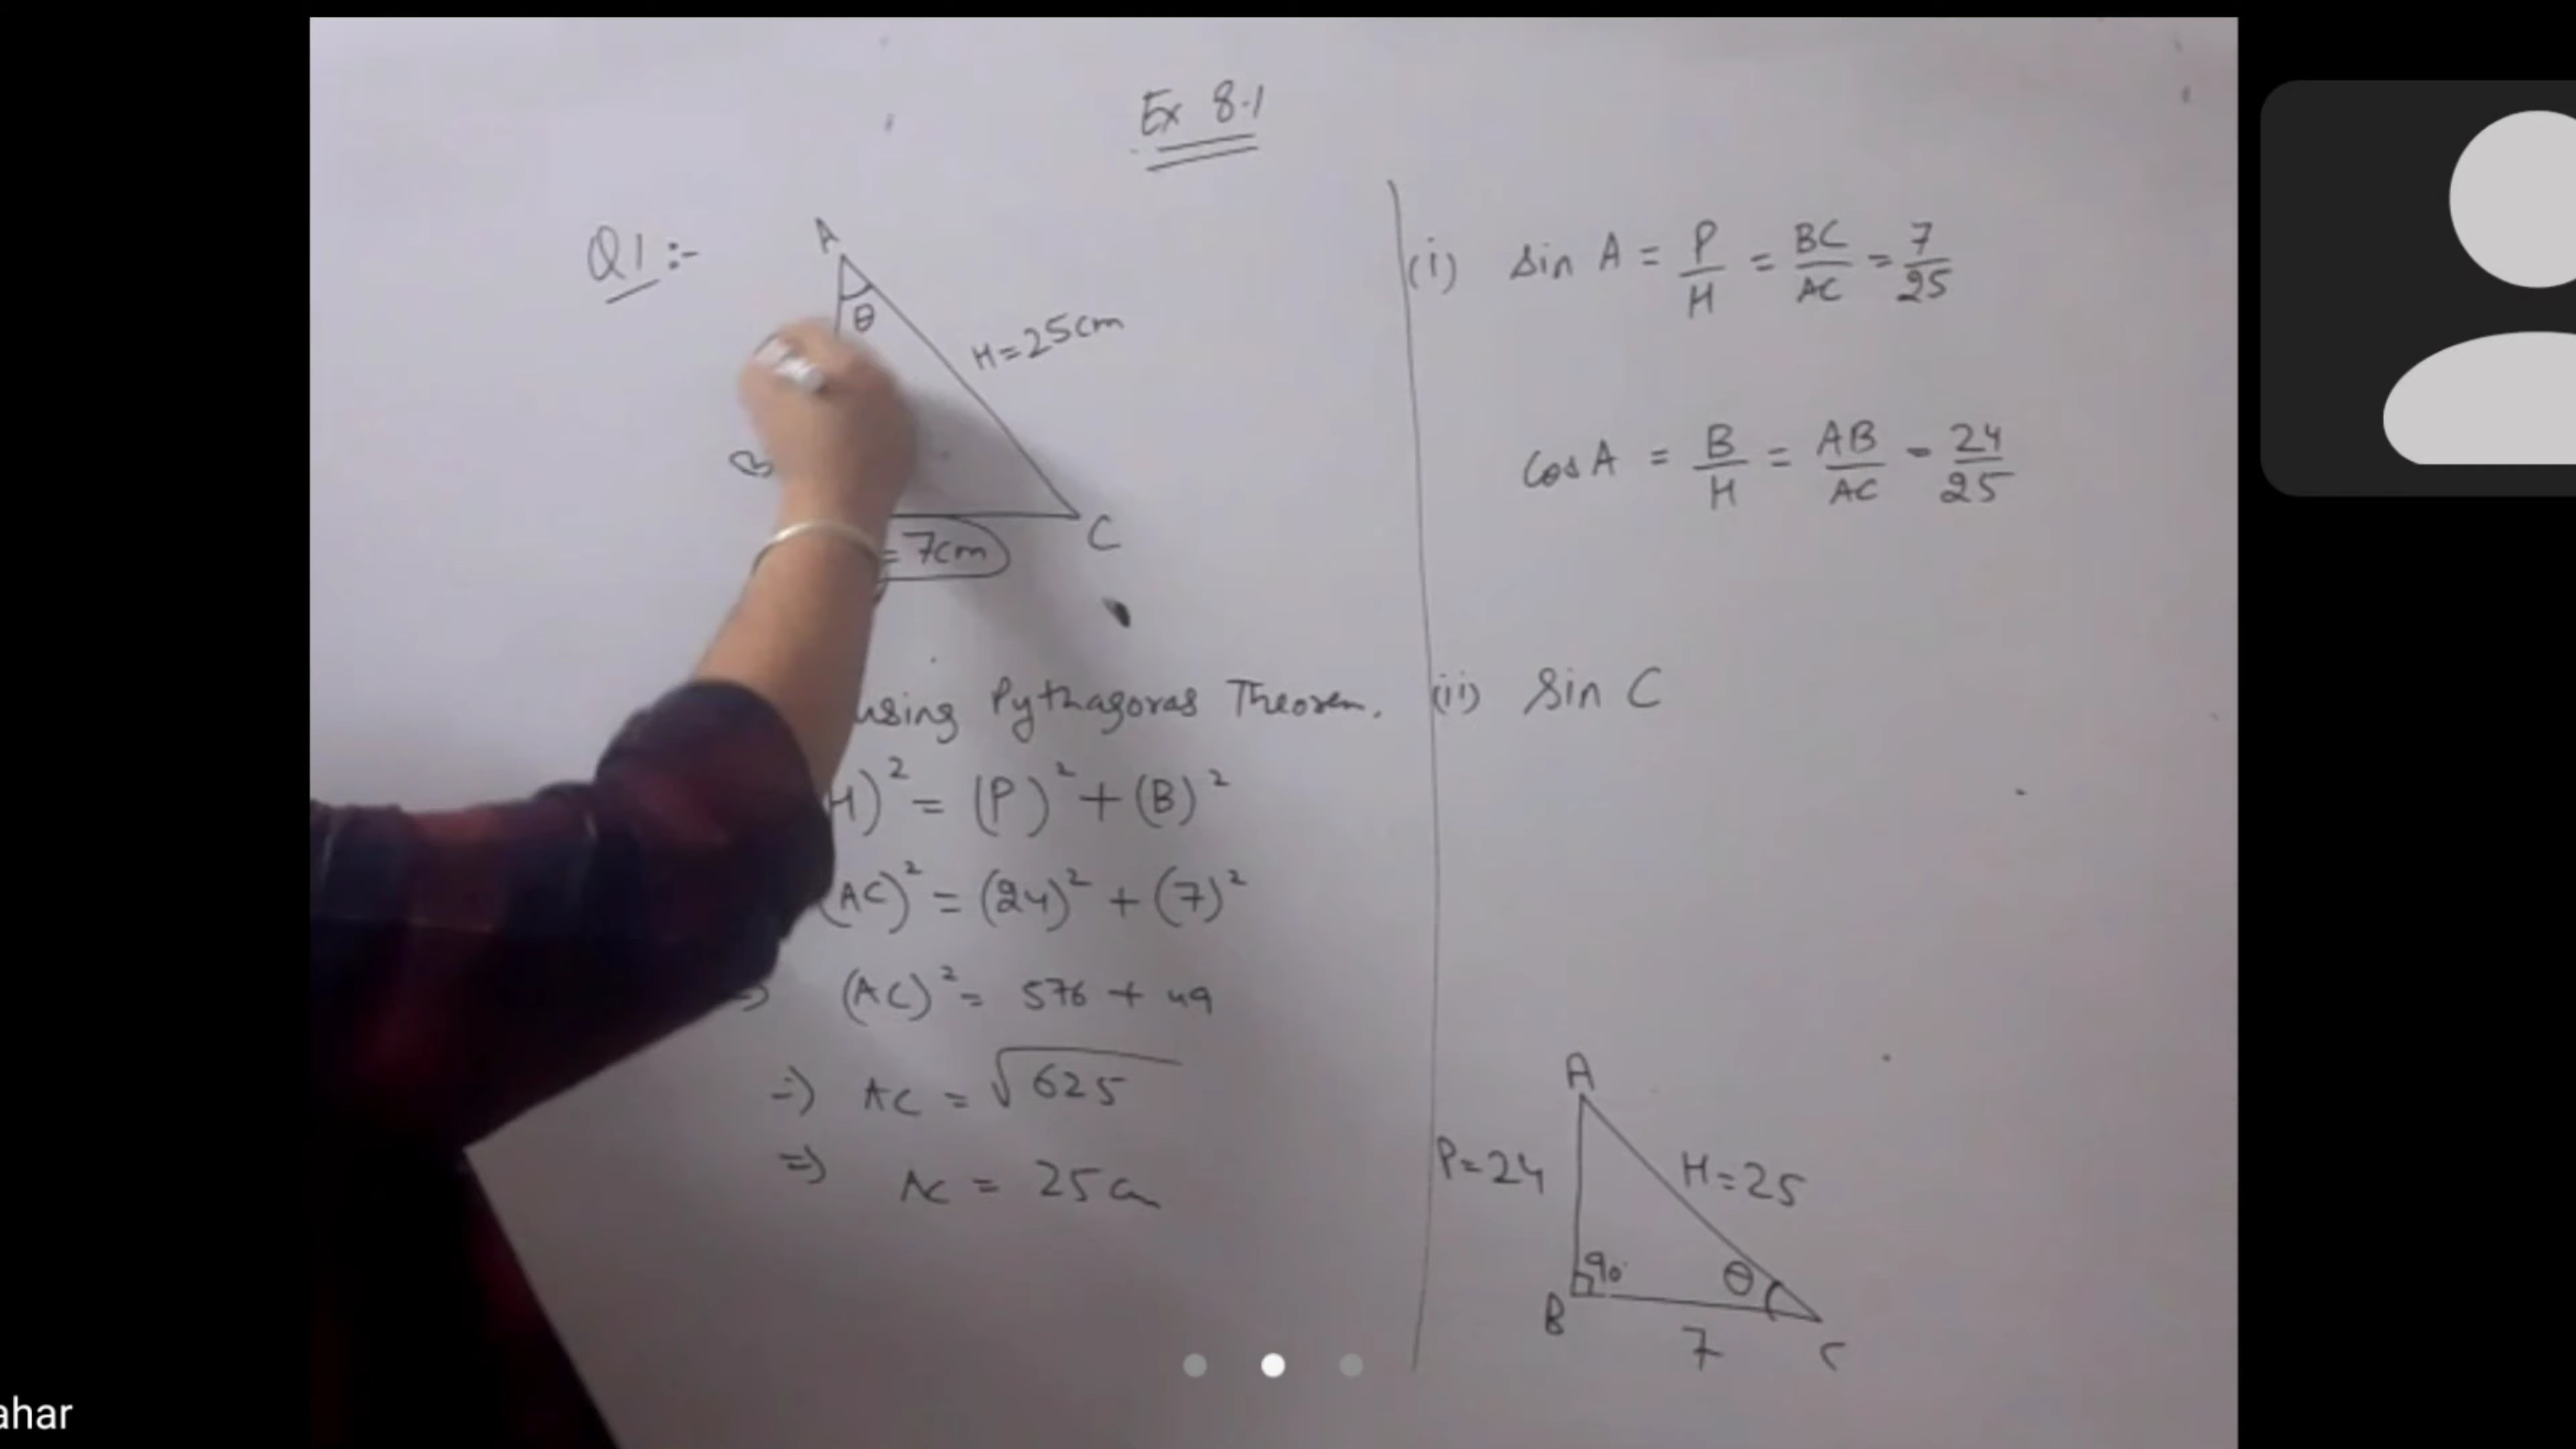 Ex 8.1
Q1:-
A
θ
H=25cm
B
=7cm
C
using Pythagoras Theorem.
H)² = (P)² + (B)²
(AC)² = (24)² + (7)²
=) (AC)² = 576 + 49
=) AC = √625
=) AC = 25 cm
(i) sin A = P/H = BC/AC = 7/25
cos A = B/H = AB/AC = 24/25
(ii) sin C
A
P=24
H=25
90°
θ
B
7
C
ahar